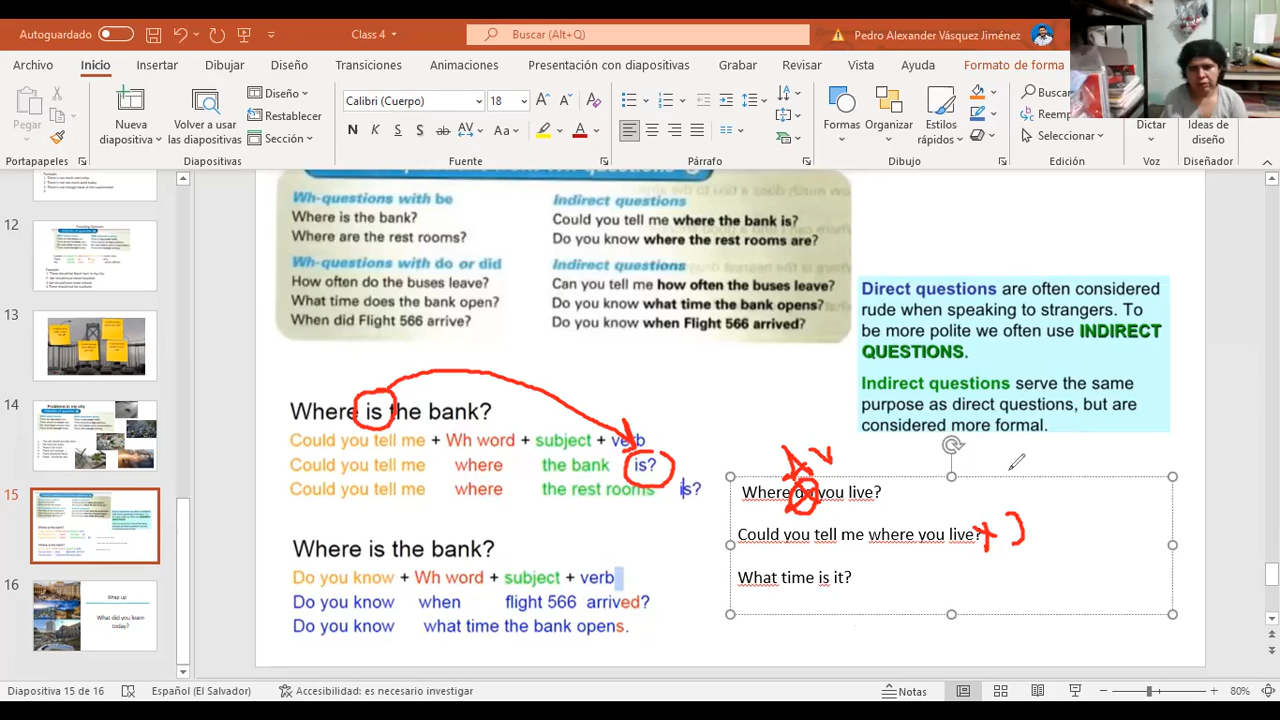 Autoguardado
Class 4
Buscar (Alt+Q)
Pedro Alexander Vásquez Jiménez
Archivo Inicio Insertar Dibujar Diseño Transiciones Animaciones Presentación con diapositivas Grabar Revisar Vista Ayuda Formato de forma
Pegar
Nueva diapositiva
Volver a usar las diapositivas
Diseño
Restablecer
Sección
Calibri (Cuerpo) 18
N K S S ab AV Aa
Formas
Organizar
Estilos rápidos
Buscar
Reemp
Seleccionar
Dictar
Ideas de diseño
Portapapeles Diapositivas Fuente Párrafo Dibujo Edición Voz Diseñador
12
13
14
15
16
Wrap up
What did you learn today?
Wh-questions with be
Where is the bank?
Where are the rest rooms?
Indirect questions
Could you tell me where the bank is?
Do you know where the rest rooms are?
Wh-questions with do or did
How often do the buses leave?
What time does the bank open?
When did Flight 566 arrive?
Indirect questions
Can you tell me how often the buses leave?
Do you know what time the bank opens?
Do you know when Flight 566 arrived?
Direct questions are often considered
rude when speaking to strangers. To
be more polite we often use INDIRECT
QUESTIONS.
Indirect questions serve the same
purpose as direct questions, but are
considered more formal.
Where is the bank?
Could you tell me + Wh word + subject + verb
Could you tell me where the bank is?
Could you tell me where the rest rooms is?
Where is the bank?
Do you know + Wh word + subject + verb
Do you know when flight 566 arrived?
Do you know what time the bank opens.
Where do you live?
Could you tell me where you live?
What time is it?
Diapositiva 15 de 16 Español (El Salvador) Accesibilidad: es necesario investigar Notas 80%